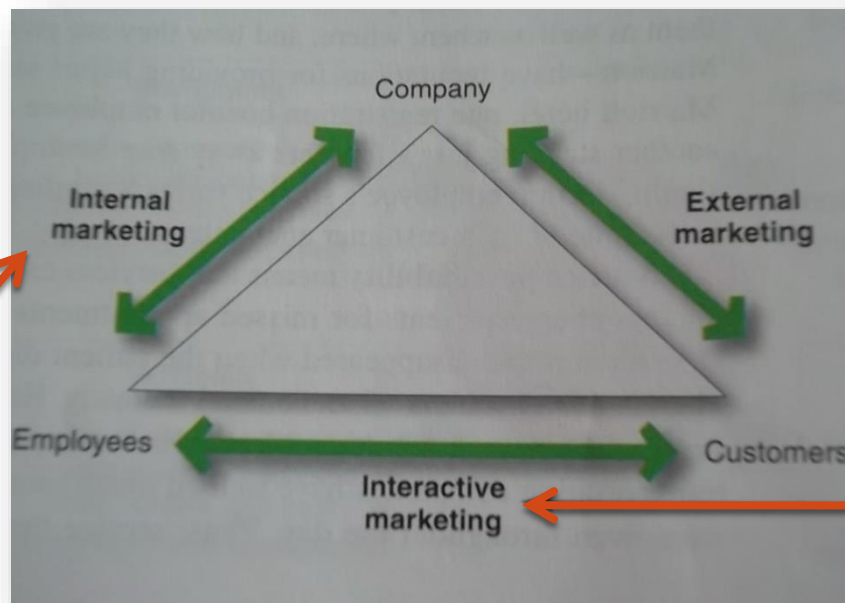 Company
Internal
marketing
External
marketing
Employees
Customers
Interactive
marketing